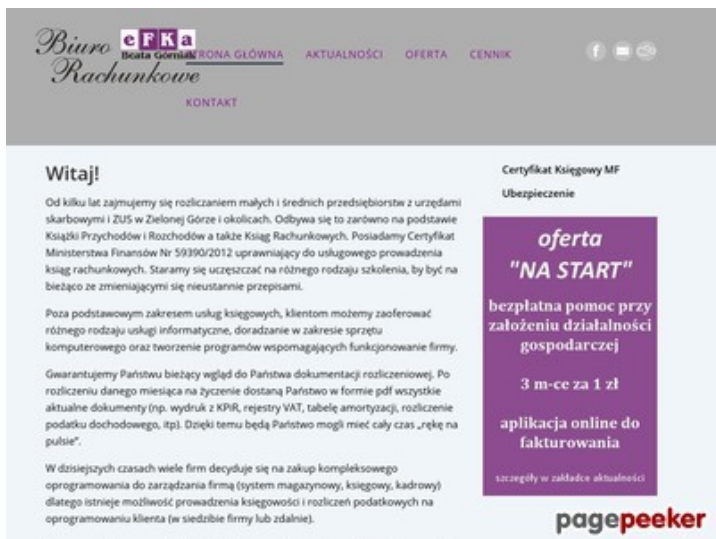 Biuro eFKa
Beata Górniak
Rachunkowe
STRONA GŁÓWNA AKTUALNOŚCI OFERTA CENNIK
KONTAKT
Witaj!
Od kilku lat zajmujemy się rozliczaniem małych i średnich przedsiębiorstw z urzędami
skarbowymi i ZUS w Zielonej Górze i okolicach. Odbywa się to zarówno na podstawie
Książki Przychodów i Rozchodów a także Ksiąg Rachunkowych. Posiadamy Certyfikat
Ministerstwa Finansów Nr 59390/2012 uprawniający do usługowego prowadzenia
ksiąg rachunkowych. Staramy się uczęszczać na różnego rodzaju szkolenia, by być na
bieżąco ze zmieniającymi się nieustannie przepisami.
Poza podstawowym zakresem usług księgowych, klientom możemy zaoferować
różnego rodzaju usługi informatyczne, doradzanie w zakresie sprzętu
komputerowego oraz tworzenie programów wspomagających funkcjonowanie firmy.
Gwarantujemy Państwu bieżący wgląd do Państwa dokumentacji rozliczeniowej. Po
rozliczeniu danego miesiąca na życzenie dostaną Państwo w formie pdf wszystkie
aktualne dokumenty (np. wydruk z KPiR, rejestry VAT, tabelę amortyzacji, rozliczenie
podatku dochodowego, itp). Dzięki temu będą Państwo mogli mieć cały czas „rękę na
pulsie”.
W dzisiejszych czasach wiele firm decyduje się na zakup kompleksowego
oprogramowania do zarządzania firmą (system magazynowy, księgowy, kadrowy)
dlatego istnieje możliwość prowadzenia księgowości i rozliczeń podatkowych na
oprogramowaniu klienta (w siedzibie firmy lub zdalnie).
Certyfikat Księgowy MF
Ubezpieczenie
oferta
"NA START"
bezpłatna pomoc przy
założeniu działalności
gospodarczej
3 m-ce za 1 zł
aplikacja online do
fakturowania
szczegóły w zakładce aktualności
pagepeeker